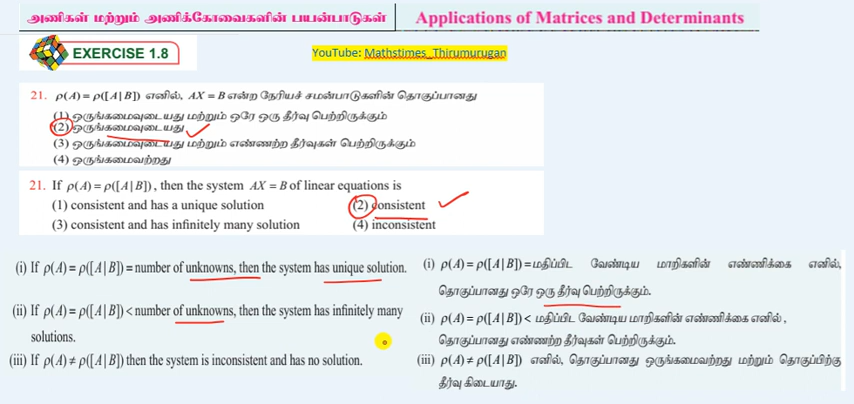 அணிகள் மற்றும் அணிக்கோவைகளின் பயன்பாடுகள்
Applications of Matrices and Determinants
EXERCISE 1.8
YouTube: Mathstimes_Thirumurugan
21. ρ(A) = ρ([A|B]) எனில், AX = B என்ற நேரியச் சமன்பாடுகளின் தொகுப்பானது
(1) ஒருங்கமைவுடையது மற்றும் ஒரே ஒரு தீர்வு பெற்றிருக்கும்
(2) ஒருங்கமைவுடையது
(3) ஒருங்கமைவுடையது மற்றும் எண்ணற்ற தீர்வுகள் பெற்றிருக்கும்
(4) ஒருங்கமைவற்றது
21. If ρ(A) = ρ([A|B]), then the system AX = B of linear equations is
(1) consistent and has a unique solution (2) consistent
(3) consistent and has infinitely many solution (4) inconsistent
(i) If ρ(A) = ρ([A|B]) = number of unknowns, then the system has unique solution.
(ii) If ρ(A) = ρ([A|B]) < number of unknowns, then the system has infinitely many
solutions.
(iii) If ρ(A) ≠ ρ([A|B]) then the system is inconsistent and has no solution.
(i) ρ(A) = ρ([A|B]) = மதிப்பிட வேண்டிய மாறிகளின் எண்ணிக்கை எனில்,
தொகுப்பானது ஒரே ஒரு தீர்வு பெற்றிருக்கும்.
(ii) ρ(A) = ρ([A|B]) < மதிப்பிட வேண்டிய மாறிகளின் எண்ணிக்கை எனில்,
தொகுப்பானது எண்ணற்ற தீர்வுகள் பெற்றிருக்கும்.
(iii) ρ(A) ≠ ρ([A|B]) எனில், தொகுப்பானது ஒருங்கமைவற்றது மற்றும் தொகுப்பிற்கு
தீர்வு கிடையாது.